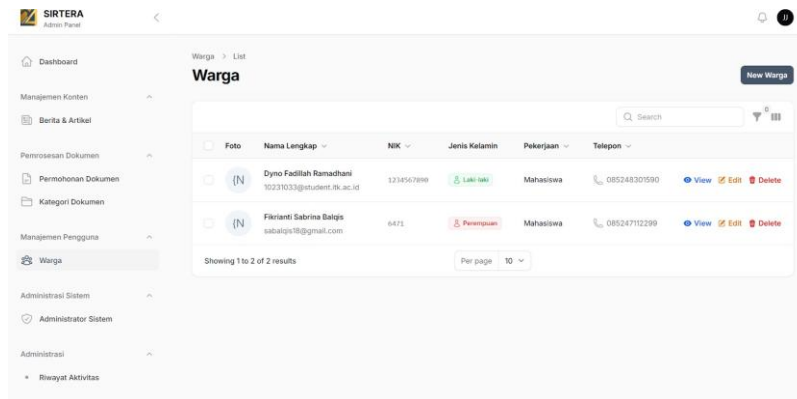 SIRTERA
Admin Panel
JJ
Dashboard
Manajemen Konten
Berita & Artikel
Pemrosesan Dokumen
Permohonan Dokumen
Kategori Dokumen
Manajemen Pengguna
Warga
Administrasi Sistem
Administrator Sistem
Administrasi
Riwayat Aktivitas
Warga > List
Warga
New Warga
Search
0
Foto Nama Lengkap NIK Jenis Kelamin Pekerjaan Telepon
(N Dyno Fadillah Ramadhani 1234567890 Laki-laki Mahasiswa 085248301590 View Edit Delete
10231033@student.itk.ac.id
(N Fikrianti Sabrina Balqis 6471 Perempuan Mahasiswa 085247112299 View Edit Delete
sabalqis18@gmail.com
Showing 1 to 2 of 2 results Per page 10